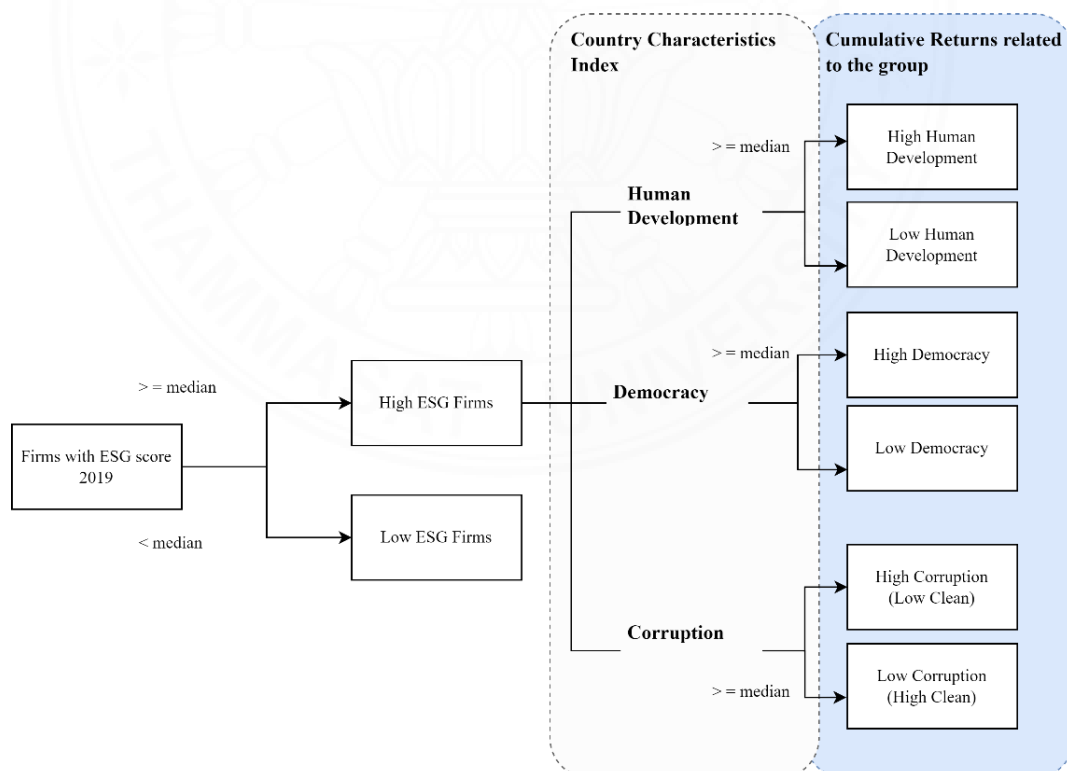 Country Characteristics
Index
Cumulative Returns related
to the group
> = median
High Human
Development
Human
Development
Low Human
Development
> = median
High Democracy
Democracy
Low Democracy
> = median
High ESG Firms
Firms with ESG score
2019
< median
Low ESG Firms
High Corruption
(Low Clean)
Corruption
> = median
Low Corruption
(High Clean)
THAMMASAT UNIVERSITY